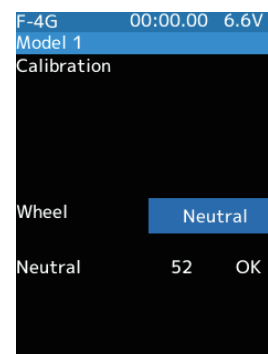 F-4G 00:00.00 6.6V
Model 1
Calibration
Wheel Neutral
Neutral 52 OK